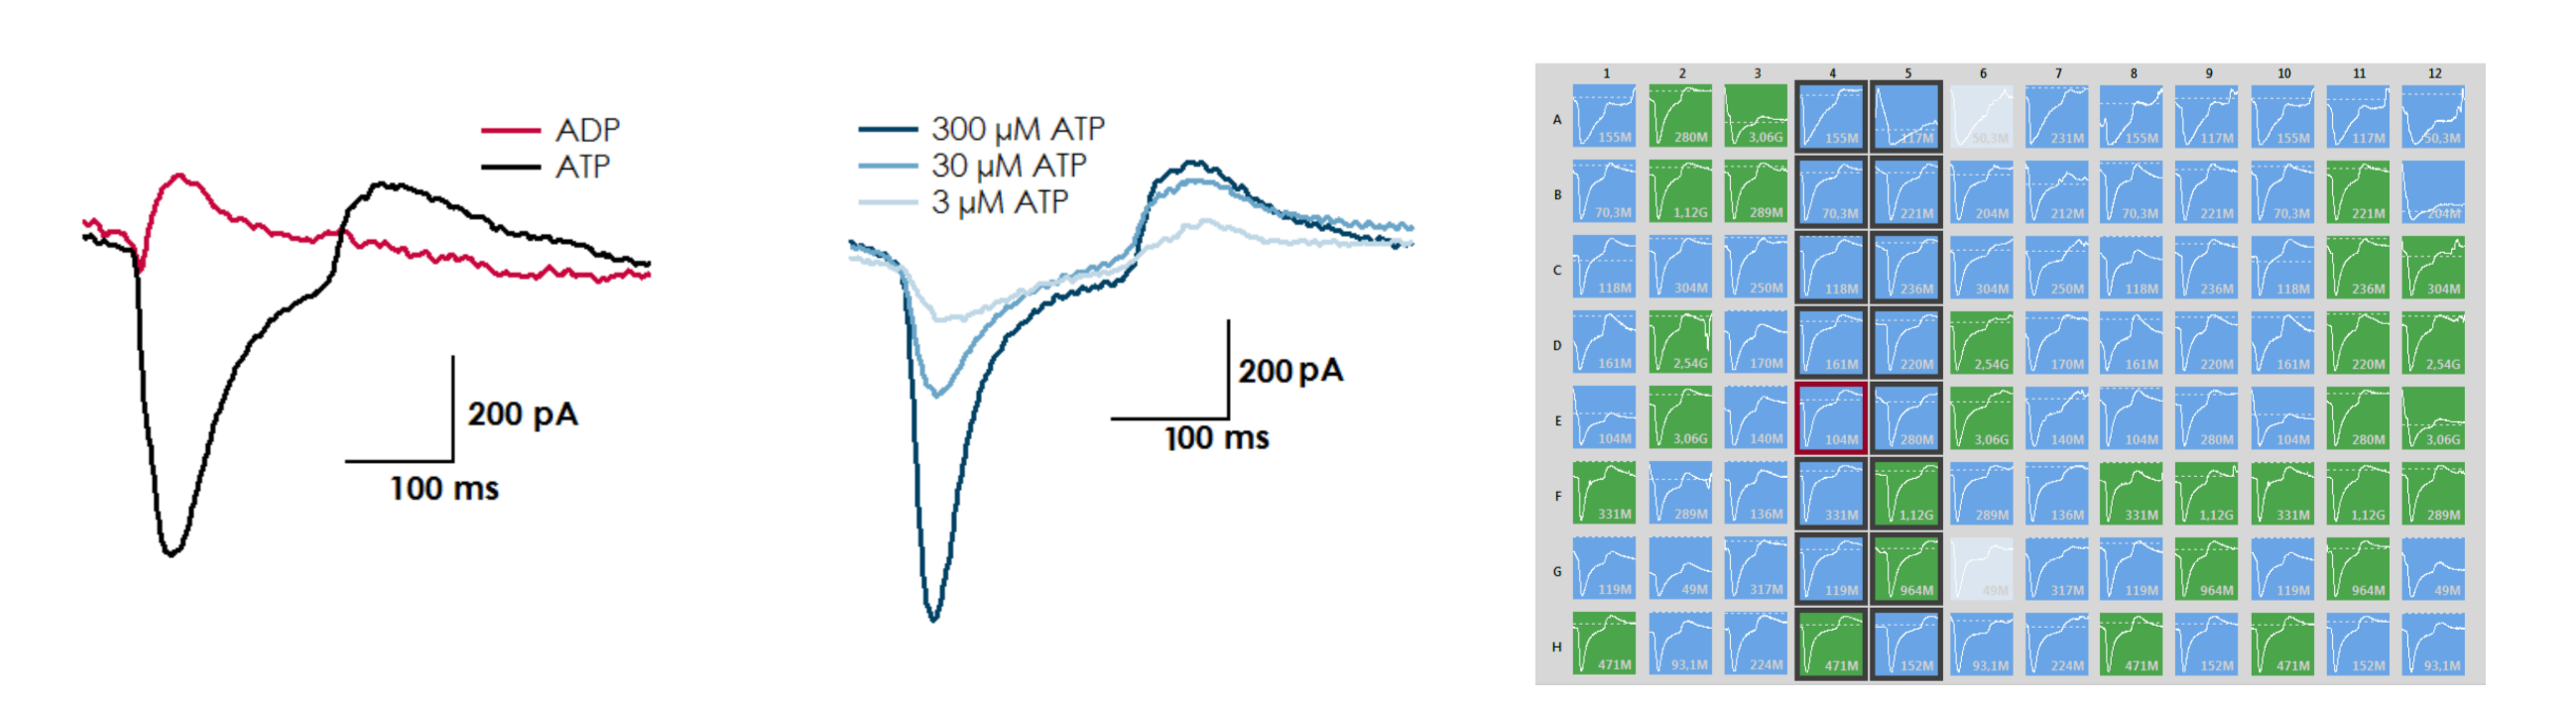 ADP
ATP
200 pA
100 ms
300 µM ATP
30 µM ATP
3 µM ATP
200 pA
100 ms
1 2 3 4 5 6 7 8 9 10 11 12
A 155M 280M 3,06G 155M 117M 50,3M 231M 155M 117M 155M 117M 50,3M
B 70,3M 1,12G 289M 70,3M 221M 204M 212M 70,3M 221M 70,3M 221M 204M
C 118M 304M 250M 118M 236M 304M 250M 118M 236M 118M 236M 304M
D 161M 2,54G 170M 161M 220M 2,54G 170M 161M 220M 161M 220M 2,54G
E 104M 3,06G 140M 104M 280M 3,06G 140M 104M 280M 104M 280M 3,06G
F 331M 289M 136M 331M 1,12G 289M 136M 331M 1,12G 331M 1,12G 289M
G 119M 49M 317M 119M 964M 49M 317M 119M 964M 119M 964M 49M
H 471M 93,1M 224M 471M 152M 93,1M 224M 471M 152M 471M 152M 93,1M